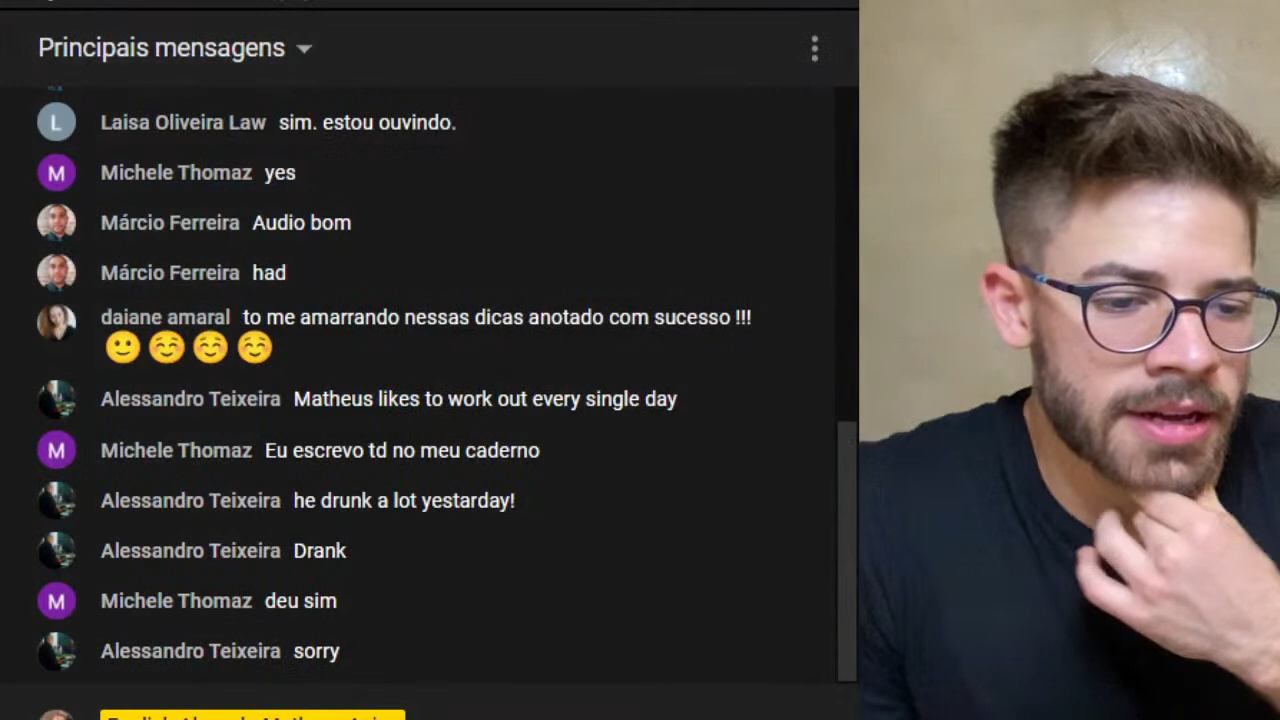 Principais mensagens
L Laisa Oliveira Law sim. estou ouvindo.
M Michele Thomaz yes
Márcio Ferreira Audio bom
Márcio Ferreira had
daiane amaral to me amarrando nessas dicas anotado com sucesso !!!
🙂 ☺️ ☺️ ☺️
Alessandro Teixeira Matheus likes to work out every single day
M Michele Thomaz Eu escrevo td no meu caderno
Alessandro Teixeira he drunk a lot yestarday!
Alessandro Teixeira Drank
M Michele Thomaz deu sim
Alessandro Teixeira sorry